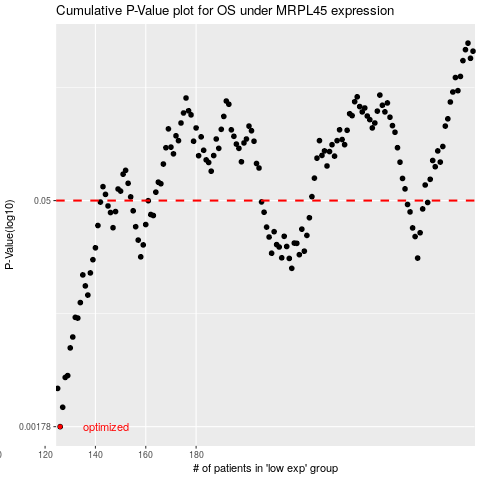 Cumulative P-Value plot for OS under MRPL45 expression
P-Value(log10)
0.05
0.00178
optimized
0 120 140 160 180
# of patients in 'low exp' group